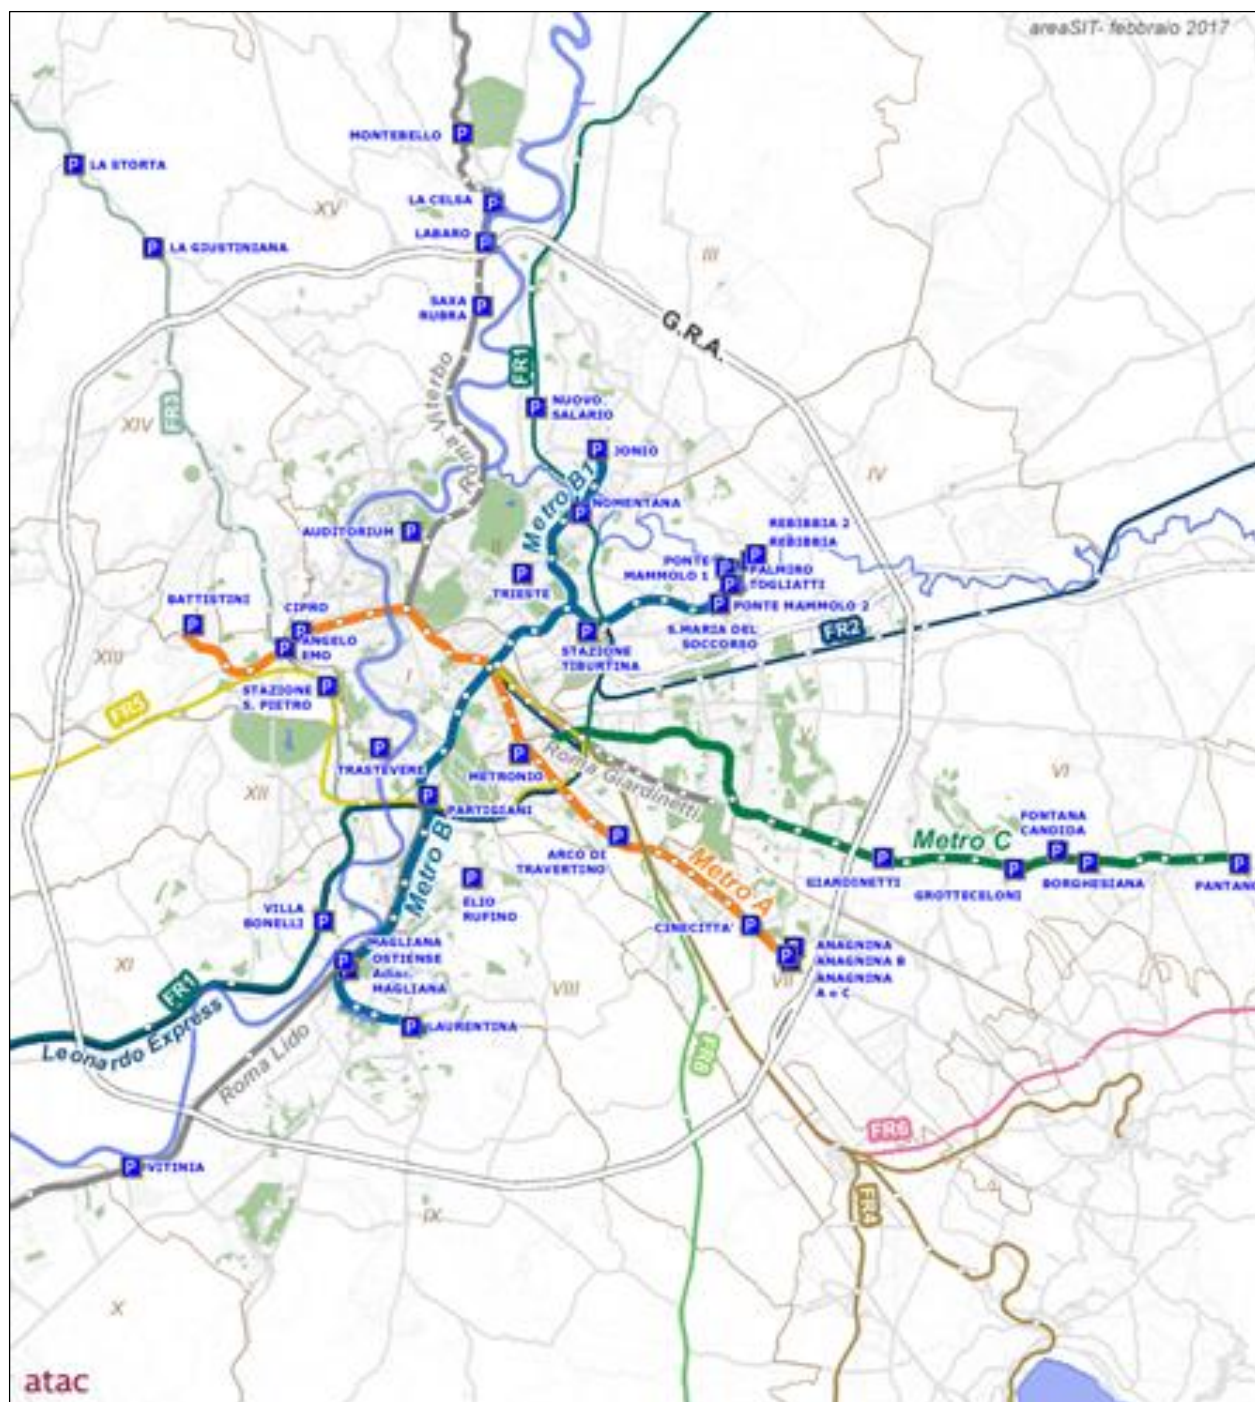 areaSIT- febbraio 2017
MONTEBELLO
LA STORTA
LA CELSA
XV
LABARO
LA GIUSTINIANA
III
SAXA
RUBRA
G.R.A.
FR1
Roma-Viterbo
FR3
XIV
NUOVO
SALARIO
JONIO
IV
Metro B1
NOMENTANA
AUDITORIUM
II
REBIBBIA 2
REBIBBIA
PONTE
MAMMOLO 1
PALMIRO
TOGLIATTI
TRIESTE
BATTISTINI
CIPRO
PONTE MAMMOLO 2
ANGELO
EMO
S.MARIA DEL
SOCCORSO
FR2
STAZIONE
TIBURTINA
XIII
I
STAZIONE
S. PIETRO
FR5
V
TRASTEVERE
METRONIO
Roma Giardinetti
VI
XII
PARTIGIANI
FONTANA
CANDIDA
Metro C
Metro B
ARCO DI
TRAVERTINO
Metro A
GIARDINETTI
GROTTECELONI
BORGHESIANA
PANTANO
ELIO
RUFINO
VILLA
BONELLI
CINECITTA'
MAGLIANA
OSTIENSE
Adiac.
MAGLIANA
ANAGNINA
ANAGNINA B
ANAGNINA
A e C
XI
VIII
VII
FR1
LAURENTINA
Leonardo Express
Roma Lido
FR8
FR6
VITINIA
FR4
IX
X
atac